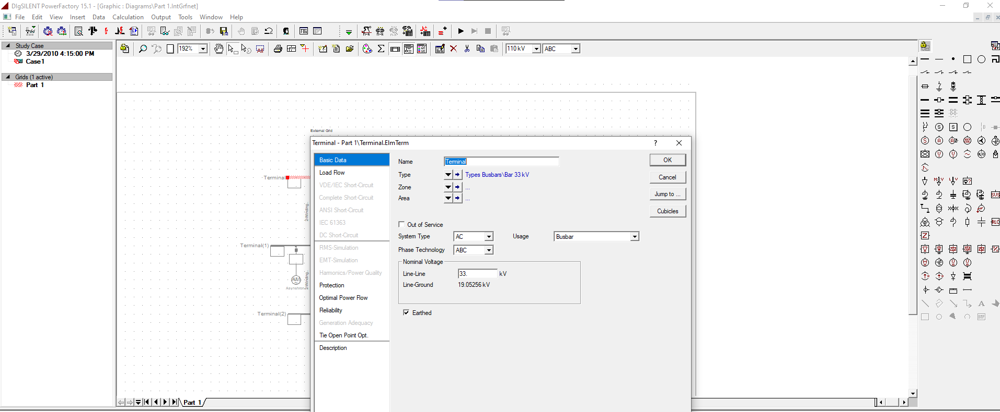 DIgSILENT PowerFactory 15.1 - [Graphic : Diagrams\Part 1.IntGrfnet]
File Edit View Insert Data Calculation Output Tools Window Help
Study Case
3/29/2010 4:15:00 PM
Case1
Grids (1 active)
Part 1
192%
110 kV
ABC
External Grid
Terminal
2-Winding..
Terminal(1)
AM
Asynchron
2-Winding..
Terminal(2)
Terminal - Part 1\Terminal.ElmTerm
?
Basic Data
Load Flow
VDE/IEC Short-Circuit
Complete Short-Circuit
ANSI Short-Circuit
IEC 61363
DC Short-Circuit
RMS-Simulation
EMT-Simulation
Harmonics/Power Quality
Protection
Optimal Power Flow
Reliability
Generation Adequacy
Tie Open Point Opt.
Description
Name Terminal
Type Types Busbars\Bar 33 kV
Zone ...
Area ...
Out of Service
System Type AC Usage Busbar
Phase Technology ABC
Nominal Voltage
Line-Line 33. kV
Line-Ground 19.05256 kV
Earthed
OK
Cancel
Jump to ...
Cubicles
Part 1
SVS
RLC
BMP